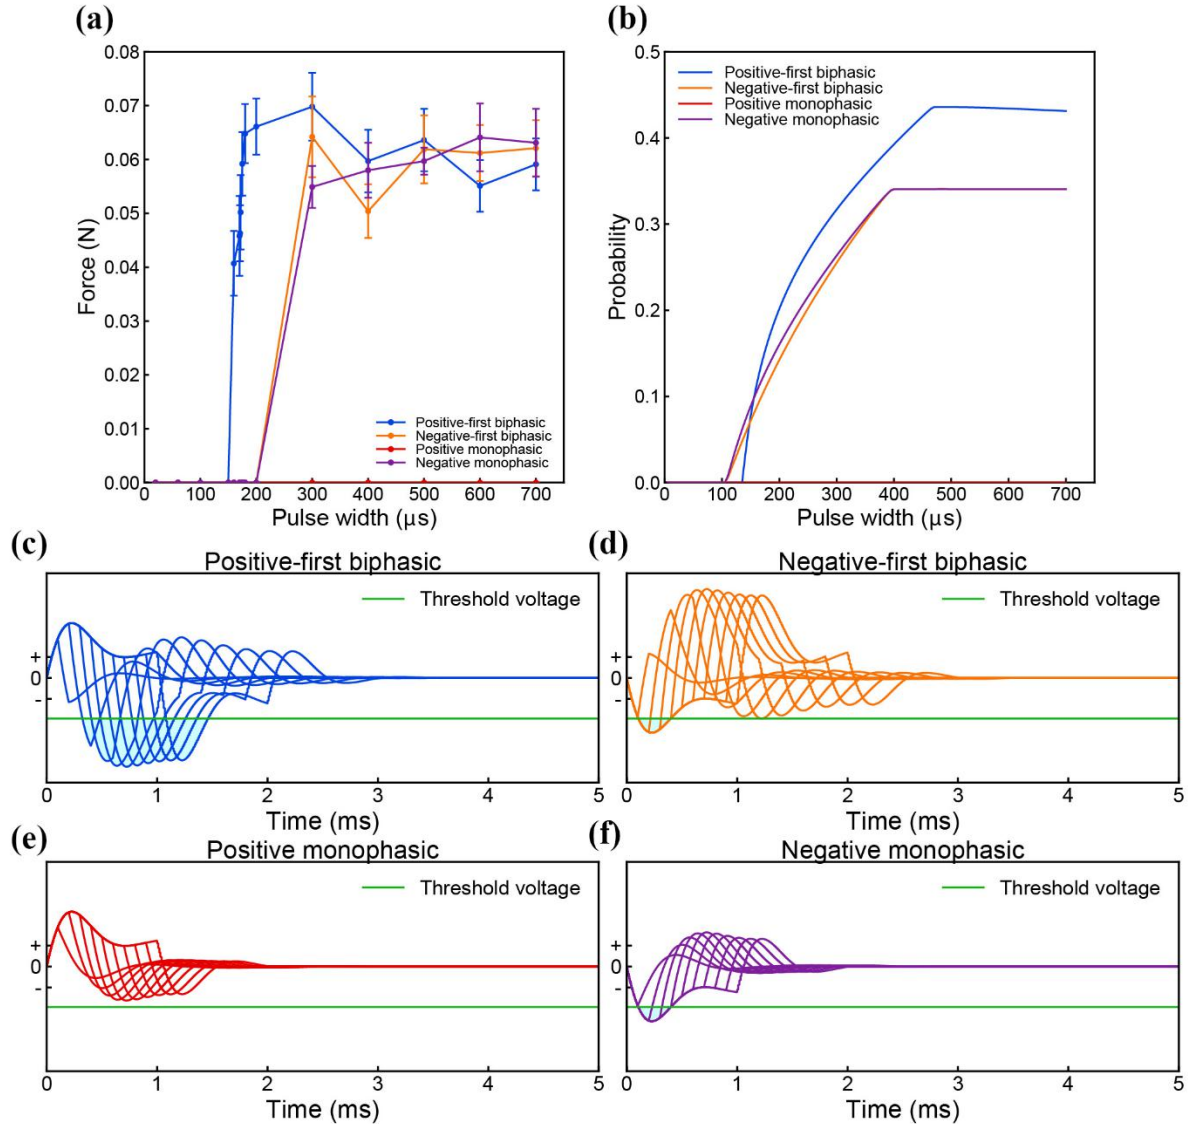 (a)
0.08
0.07
0.06
0.05
0.04
0.03
0.02
0.01
0.00
Force (N)
Positive-first biphasic
Negative-first biphasic
Positive monophasic
Negative monophasic
0 100 200 300 400 500 600 700
Pulse width (μs)
(b)
0.5
0.4
0.3
0.2
0.1
0.0
Probability
Positive-first biphasic
Negative-first biphasic
Positive monophasic
Negative monophasic
0 100 200 300 400 500 600 700
Pulse width (μs)
(c)
Positive-first biphasic
Threshold voltage
+
0
-
0 1 2 3 4 5
Time (ms)
(d)
Negative-first biphasic
Threshold voltage
+
0
-
0 1 2 3 4 5
Time (ms)
(e)
Positive monophasic
Threshold voltage
+
0
-
0 1 2 3 4 5
Time (ms)
(f)
Negative monophasic
Threshold voltage
+
0
-
0 1 2 3 4 5
Time (ms)